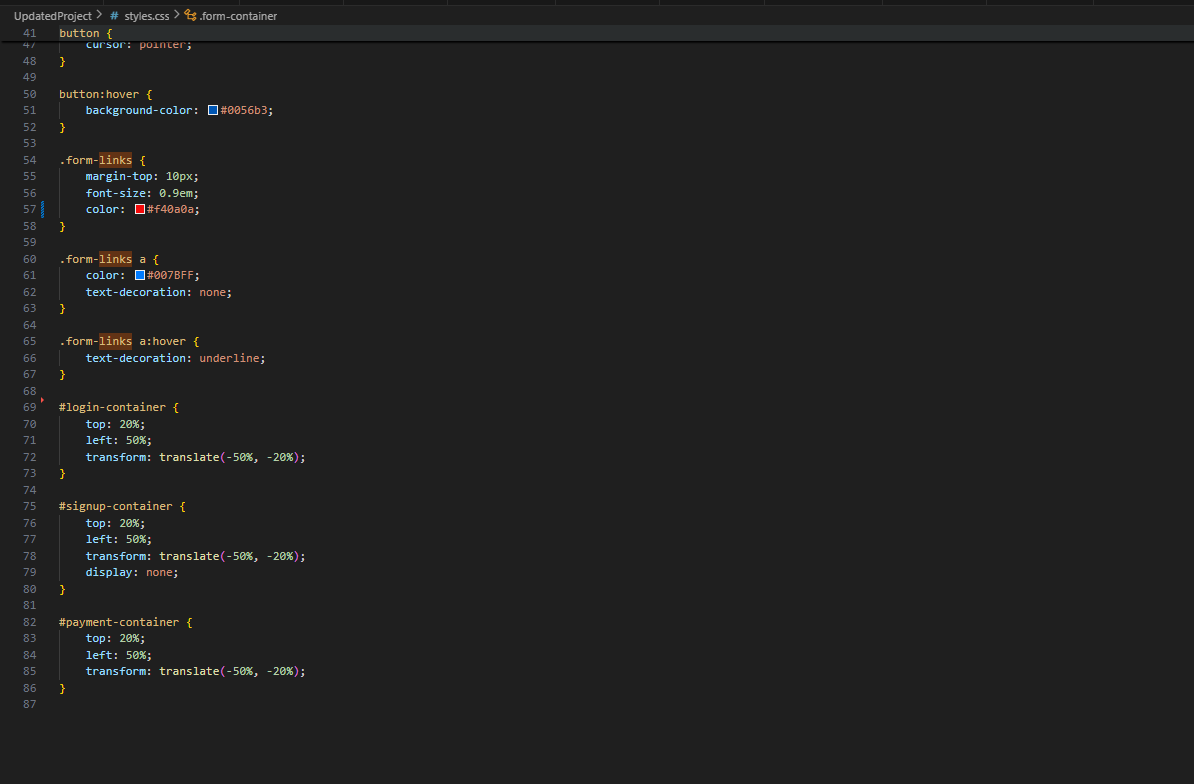 UpdatedProject > # styles.css > .form-container
41 button {
47     cursor: pointer;
48 }
49
50 button:hover {
51     background-color: #0056b3;
52 }
53
54 .form-links {
55     margin-top: 10px;
56     font-size: 0.9em;
57     color: #f40a0a;
58 }
59
60 .form-links a {
61     color: #007BFF;
62     text-decoration: none;
63 }
64
65 .form-links a:hover {
66     text-decoration: underline;
67 }
68
69 #login-container {
70     top: 20%;
71     left: 50%;
72     transform: translate(-50%, -20%);
73 }
74
75 #signup-container {
76     top: 20%;
77     left: 50%;
78     transform: translate(-50%, -20%);
79     display: none;
80 }
81
82 #payment-container {
83     top: 20%;
84     left: 50%;
85     transform: translate(-50%, -20%);
86 }
87